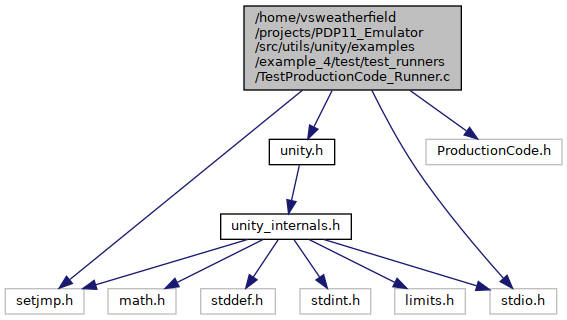 /home/vsweatherfield
/projects/PDP11_Emulator
/src/utils/unity/examples
/example_4/test/test_runners
/TestProductionCode_Runner.c
unity.h
ProductionCode.h
unity_internals.h
setjmp.h
math.h
stddef.h
stdint.h
limits.h
stdio.h